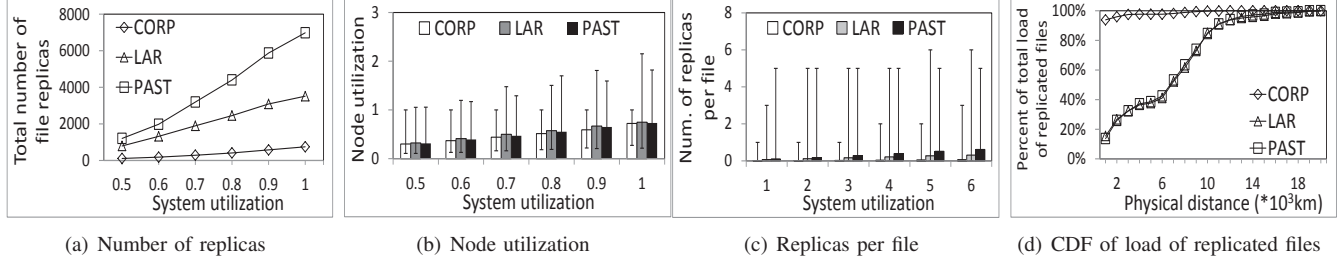 Total number of
file replicas
8000
6000
4000
2000
0
CORP
LAR
PAST
0.5 0.6 0.7 0.8 0.9 1
System utilization
(a) Number of replicas
Node utilization
3
2
1
0
CORP LAR PAST
0.5 0.6 0.7 0.8 0.9 1
System utilization
(b) Node utilization
Num. of replicas
per file
8
6
4
2
0
CORP LAR PAST
1 2 3 4 5 6
System utilization
(c) Replicas per file
Percent of total load
of replicated files
100%
80%
60%
40%
20%
0%
CORP
LAR
PAST
2 6 10 14 18
Physical distance (*10³km)
(d) CDF of load of replicated files